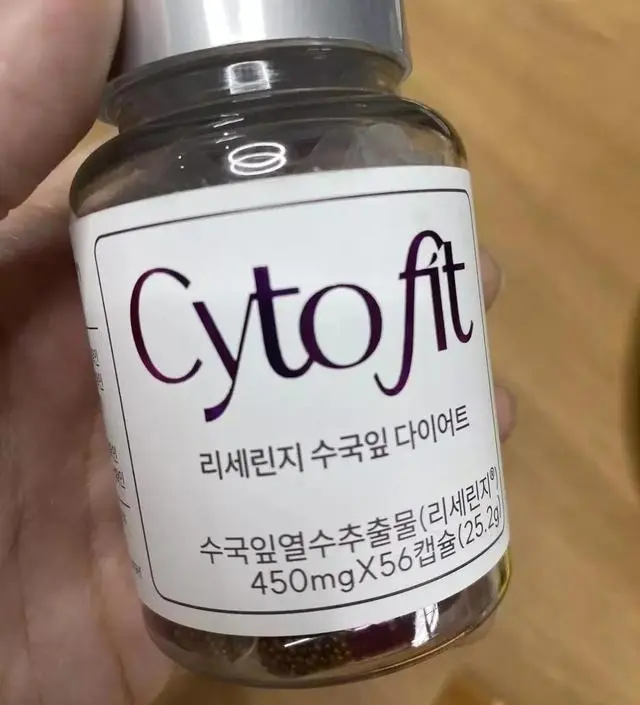 Cytofit
리세린지 수국잎 다이어트
수국잎열수추출물(리세린지®)
450mgX56캡슐(25.2g)